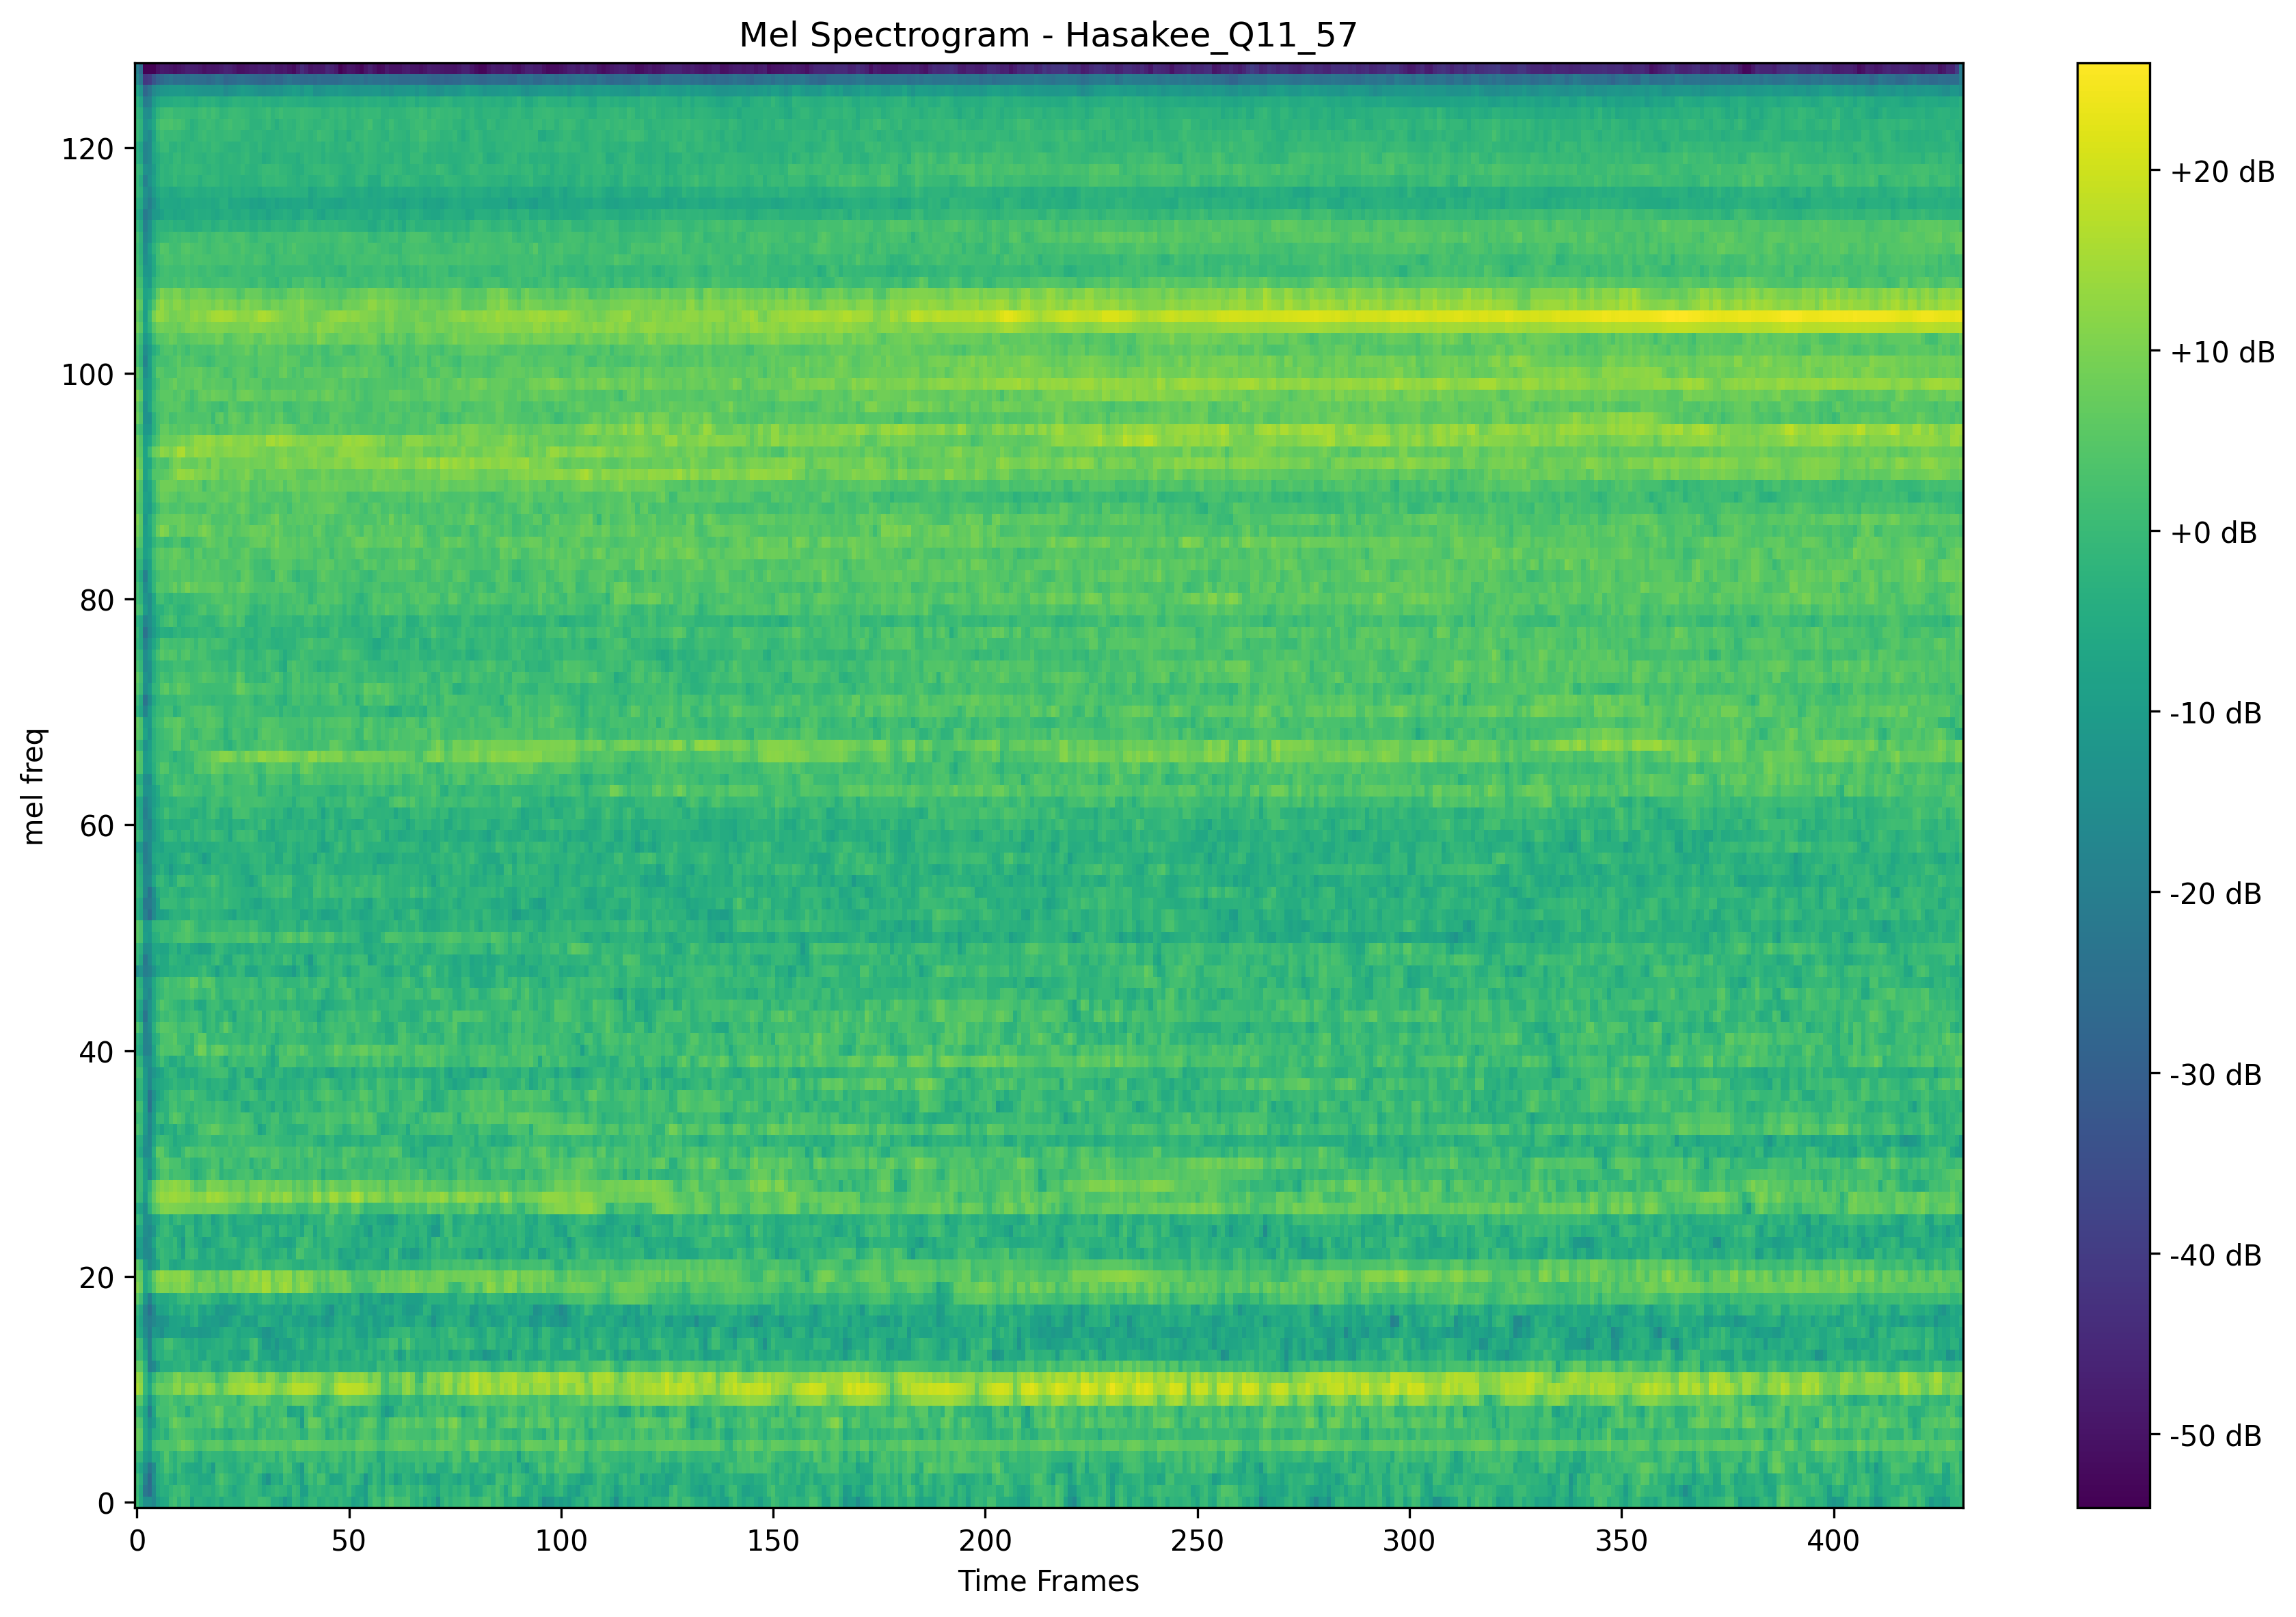 Mel Spectrogram - Hasakee_Q11_57
mel freq
120
100
80
60
40
20
0
0 50 100 150 200 250 300 350 400
Time Frames
+20 dB
+10 dB
+0 dB
-10 dB
-20 dB
-30 dB
-40 dB
-50 dB